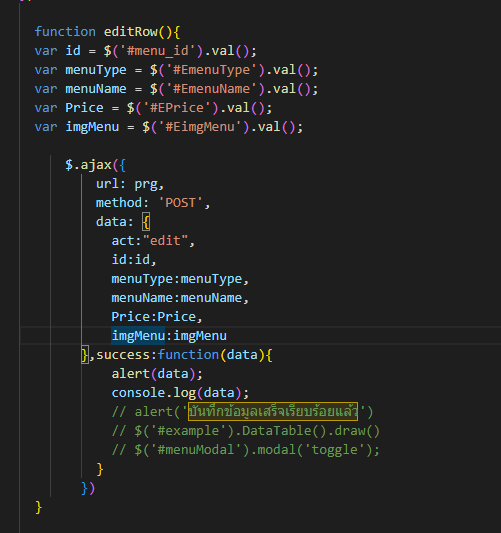 function editRow(){
var id = $('#menu_id').val();
var menuType = $('#EmenuType').val();
var menuName = $('#EmenuName').val();
var Price = $('#EPrice').val();
var imgMenu = $('#EimgMenu').val();
$.ajax({
url: prg,
method: 'POST',
data: {
act:"edit",
id:id,
menuType:menuType,
menuName:menuName,
Price:Price,
imgMenu:imgMenu
},success:function(data){
alert(data);
console.log(data);
// alert('บันทึกข้อมูลเสร็จเรียบร้อยแล้ว')
// $('#example').DataTable().draw()
// $('#menuModal').modal('toggle');
}
})
}